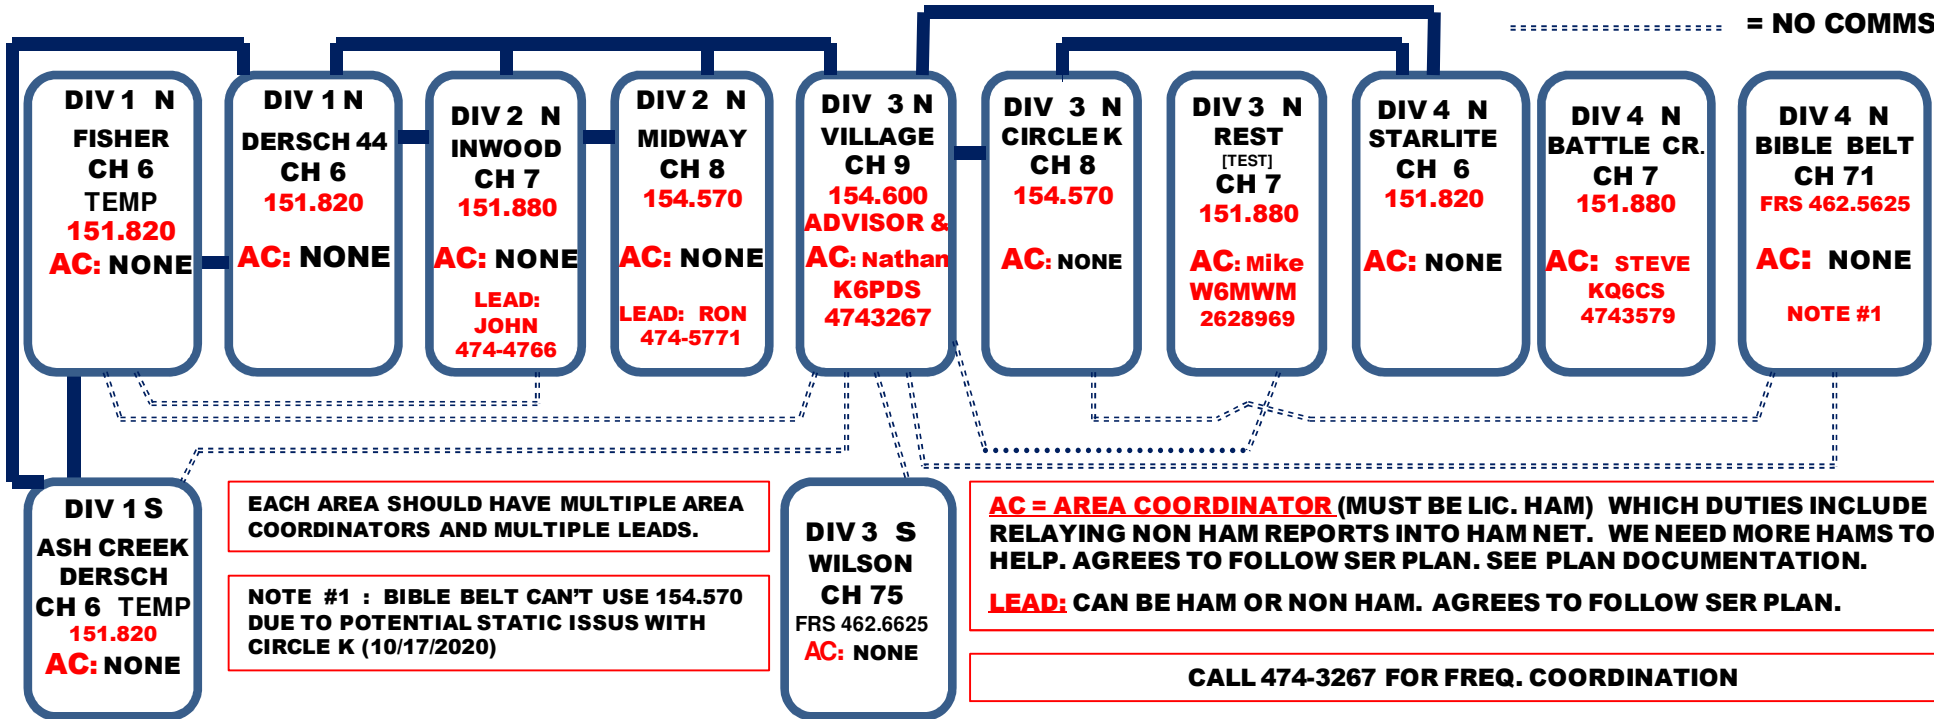 = NO COMMS
DIV 1 N
FISHER
CH 6
TEMP
151.820
AC: NONE
DIV 1 N
DERSCH 44
CH 6
151.820
AC: NONE
DIV 2 N
INWOOD
CH 7
151.880
AC: NONE
LEAD:
JOHN
474-4766
DIV 2 N
MIDWAY
CH 8
154.570
AC: NONE
LEAD: RON
474-5771
DIV 3 N
VILLAGE
CH 9
154.600
ADVISOR &
AC: Nathan
K6PDS
4743267
DIV 3 N
CIRCLE K
CH 8
154.570
AC: NONE
DIV 3 N
REST
[TEST]
CH 7
151.880
AC: Mike
W6MWM
2628969
DIV 4 N
STARLITE
CH 6
151.820
AC: NONE
DIV 4 N
BATTLE CR.
CH 7
151.880
AC: STEVE
KQ6CS
4743579
DIV 4 N
BIBLE BELT
CH 71
FRS 462.5625
AC: NONE
NOTE #1
DIV 1 S
ASH CREEK
DERSCH
CH 6 TEMP
151.820
AC: NONE
EACH AREA SHOULD HAVE MULTIPLE AREA
COORDINATORS AND MULTIPLE LEADS.
NOTE #1 : BIBLE BELT CAN'T USE 154.570
DUE TO POTENTIAL STATIC ISSUS WITH
CIRCLE K (10/17/2020)
DIV 3 S
WILSON
CH 75
FRS 462.6625
AC: NONE
AC = AREA COORDINATOR (MUST BE LIC. HAM) WHICH DUTIES INCLUDE
RELAYING NON HAM REPORTS INTO HAM NET. WE NEED MORE HAMS TO
HELP. AGREES TO FOLLOW SER PLAN. SEE PLAN DOCUMENTATION.
LEAD: CAN BE HAM OR NON HAM. AGREES TO FOLLOW SER PLAN.
CALL 474-3267 FOR FREQ. COORDINATION